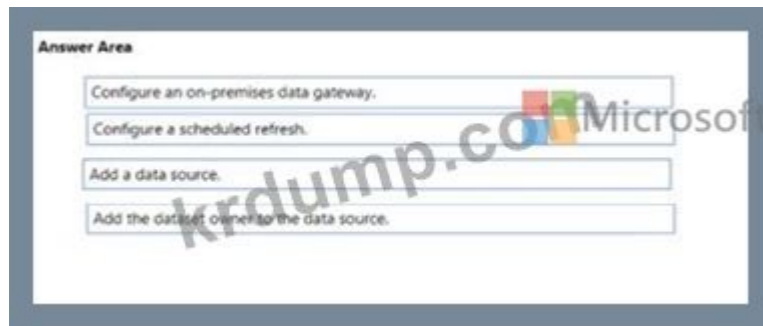 Answer Area
Configure an on-premises data gateway.
Microsoft
Configure a scheduled refresh.
krdump.com
Add a data source.
Add the dataset owner to the data source.